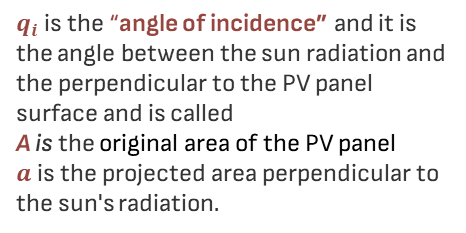 qᵢ is the “angle of incidence” and it is
the angle between the sun radiation and
the perpendicular to the PV panel
surface and is called
A is the original area of the PV panel
a is the projected area perpendicular to
the sun's radiation.